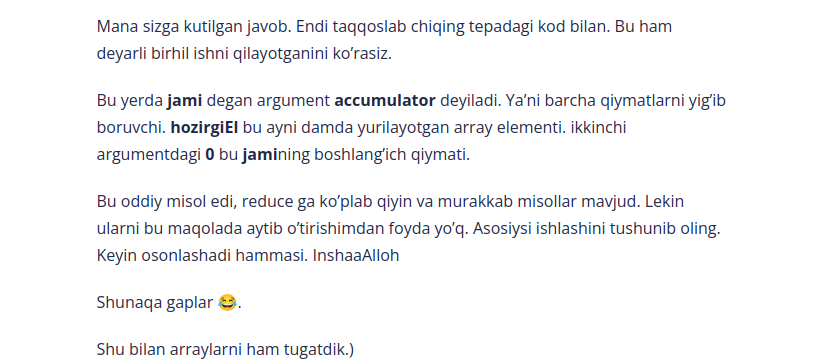 Mana sizga kutilgan javob. Endi taqqoslab chiqing tepadagi kod bilan. Bu ham
deyarli birhil ishni qilayotganini ko’rasiz.
Bu yerda jami degan argument accumulator deyiladi. Ya’ni barcha qiymatlarni yig’ib
boruvchi. hozirgiEl bu ayni damda yurilayotgan array elementi. ikkinchi
argumentdagi 0 bu jamining boshlang’ich qiymati.
Bu oddiy misol edi, reduce ga ko’plab qiyin va murakkab misollar mavjud. Lekin
ularni bu maqolada aytib o’tirishimdan foyda yo’q. Asosiysi ishlashini tushunib oling.
Keyin osonlashadi hammasi. InshaaAlloh
Shunaqa gaplar 😂.
Shu bilan arraylarni ham tugatdik.)